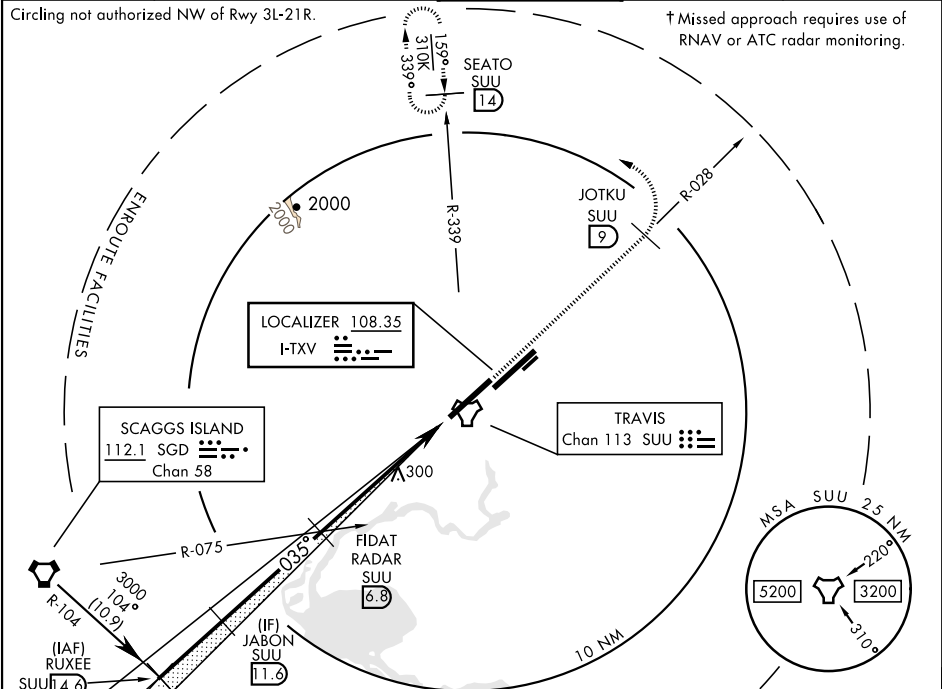 Circling not authorized NW of Rwy 3L-21R.
† Missed approach requires use of
RNAV or ATC radar monitoring.
159°
310K
339°
SEATO
SUU
14
ENROUTE FACILITIES
2000
2000
R-339
JOTKU
SUU
9
R-028
LOCALIZER 108.35
I-TXV
SCAGGS ISLAND
112.1 SGD
Chan 58
TRAVIS
Chan 113 SUU
300
R-075
035°
FIDAT
RADAR
SUU
6.8
3000
104°
(10.9)
R-104
(IAF)
RUXEE
SUU 14.6
(IF)
JABON
SUU
11.6
10 NM
MSA SUU 25 NM
220°
5200
3200
310°